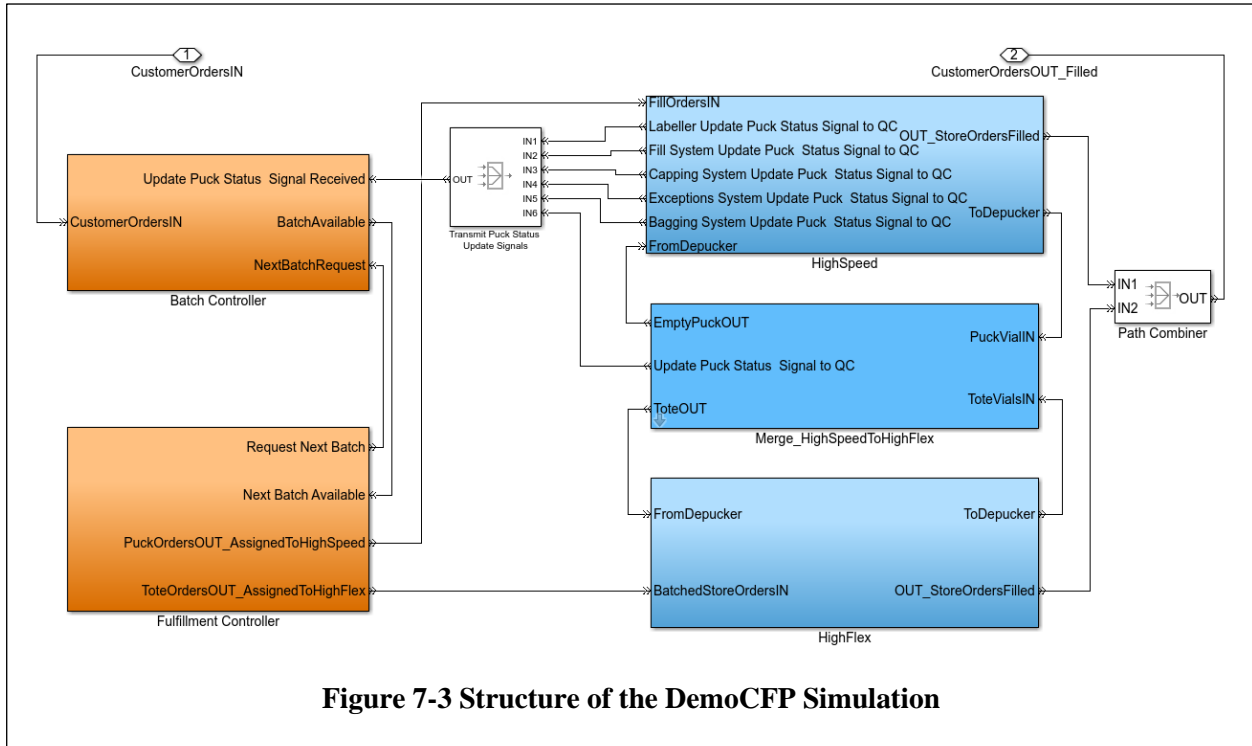 1
CustomerOrdersIN
2
CustomerOrdersOUT_Filled
Update Puck Status  Signal Received
CustomerOrdersIN
BatchAvailable
NextBatchRequest
Batch Controller
OUT
IN1
IN2
IN3
IN4
IN5
IN6
Transmit Puck Status
Update Signals
FillOrdersIN
Labeller Update Puck Status Signal to QC
OUT_StoreOrdersFilled
Fill System Update Puck  Status Signal to QC
Capping System Update Puck  Status Signal to QC
Exceptions System Update Puck  Status Signal to QC
Bagging System Update Puck  Status Signal to QC
ToDepucker
FromDepucker
HighSpeed
IN1
IN2
OUT
Path Combiner
EmptyPuckOUT
PuckVialIN
Update Puck Status  Signal to QC
ToteOUT
ToteVialsIN
Merge_HighSpeedToHighFlex
Request Next Batch
Next Batch Available
PuckOrdersOUT_AssignedToHighSpeed
ToteOrdersOUT_AssignedToHighFlex
Fulfillment Controller
FromDepucker
ToDepucker
BatchedStoreOrdersIN
OUT_StoreOrdersFilled
HighFlex
Figure 7-3 Structure of the DemoCFP Simulation